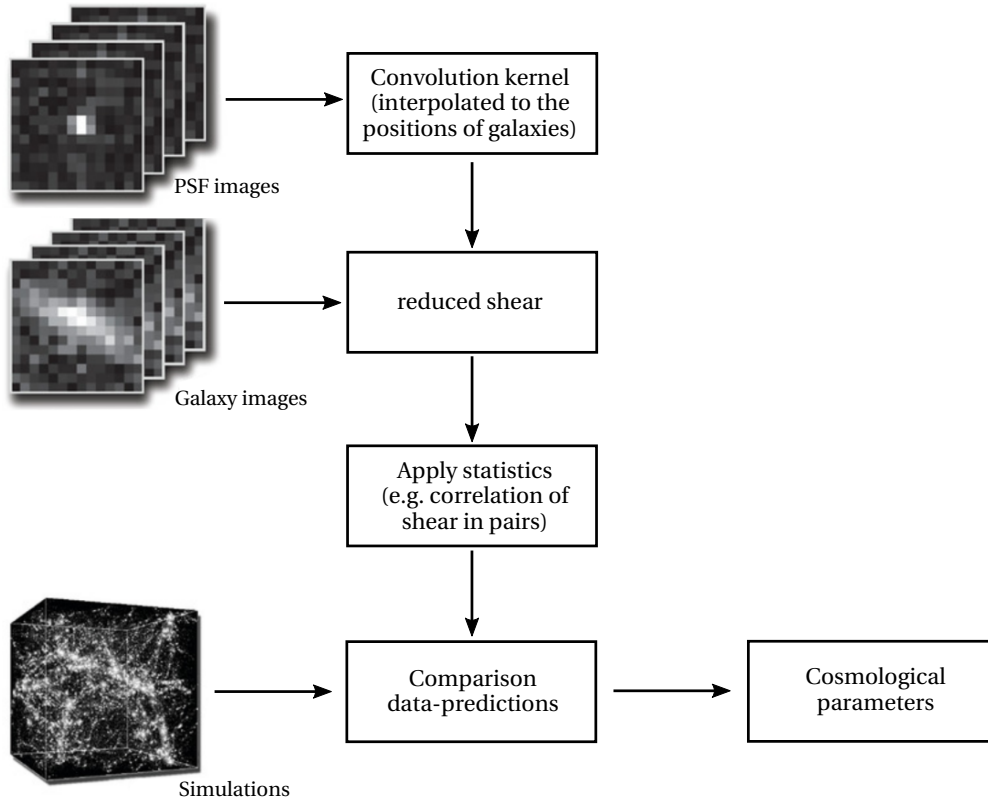 Convolution kernel
(interpolated to the
positions of galaxies)
PSF images
reduced shear
Galaxy images
Apply statistics
(e.g. correlation of
shear in pairs)
Comparison
data-predictions
Cosmological
parameters
Simulations